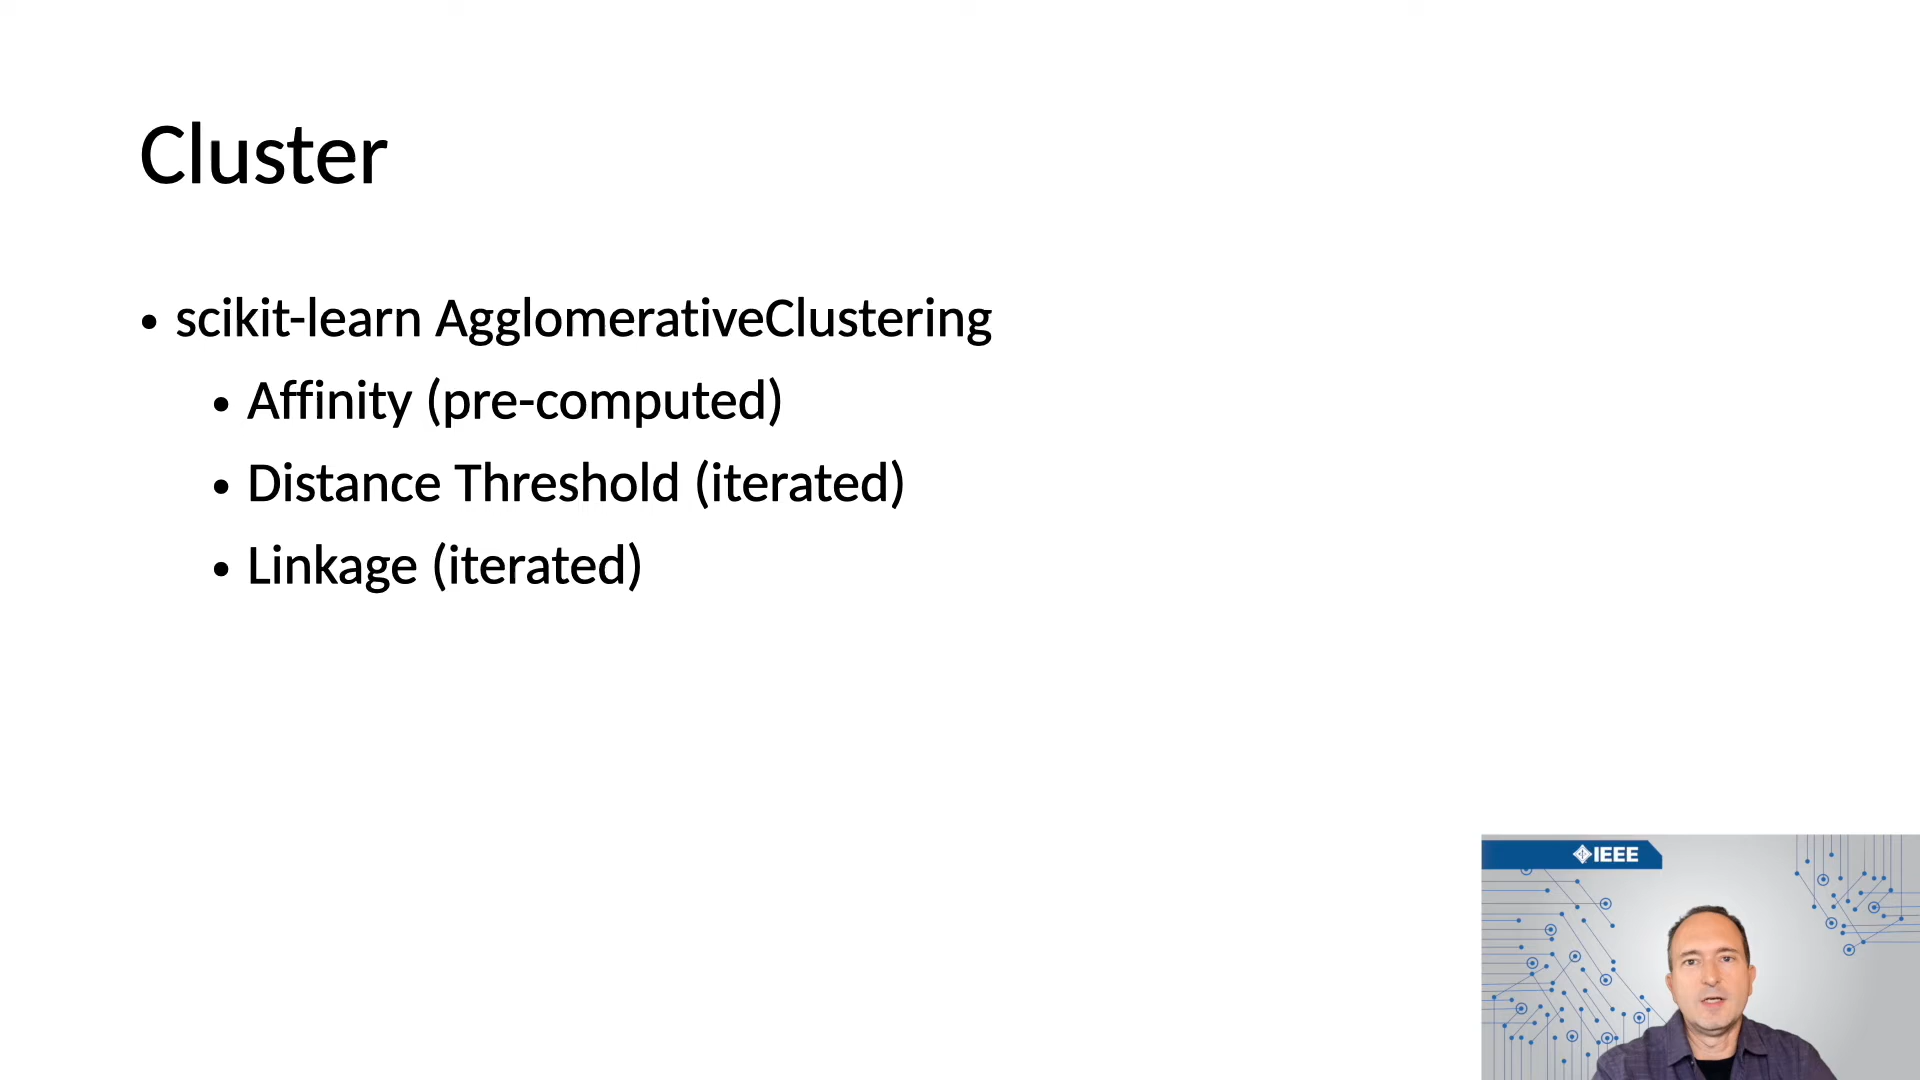 Cluster
• scikit-learn AgglomerativeClustering
• Affinity (pre-computed)
• Distance Threshold (iterated)
• Linkage (iterated)
IEEE